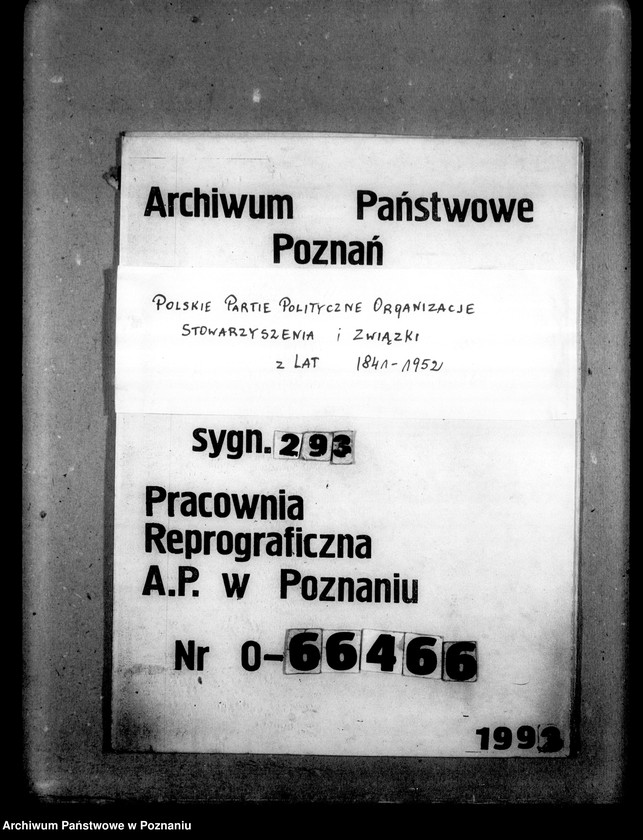 Archiwum Państwowe
Poznań
POLSKIE PARTIE POLITYCZNE ORGANIZACJE
STOWARZYSZENIA i ZWIĄZKI
z LAT 1841-1952
sygn. 293
Pracownia
Reprograficzna
A.P. w Poznaniu
Nr 0-66466
1993
Archiwum Państwowe w Poznaniu